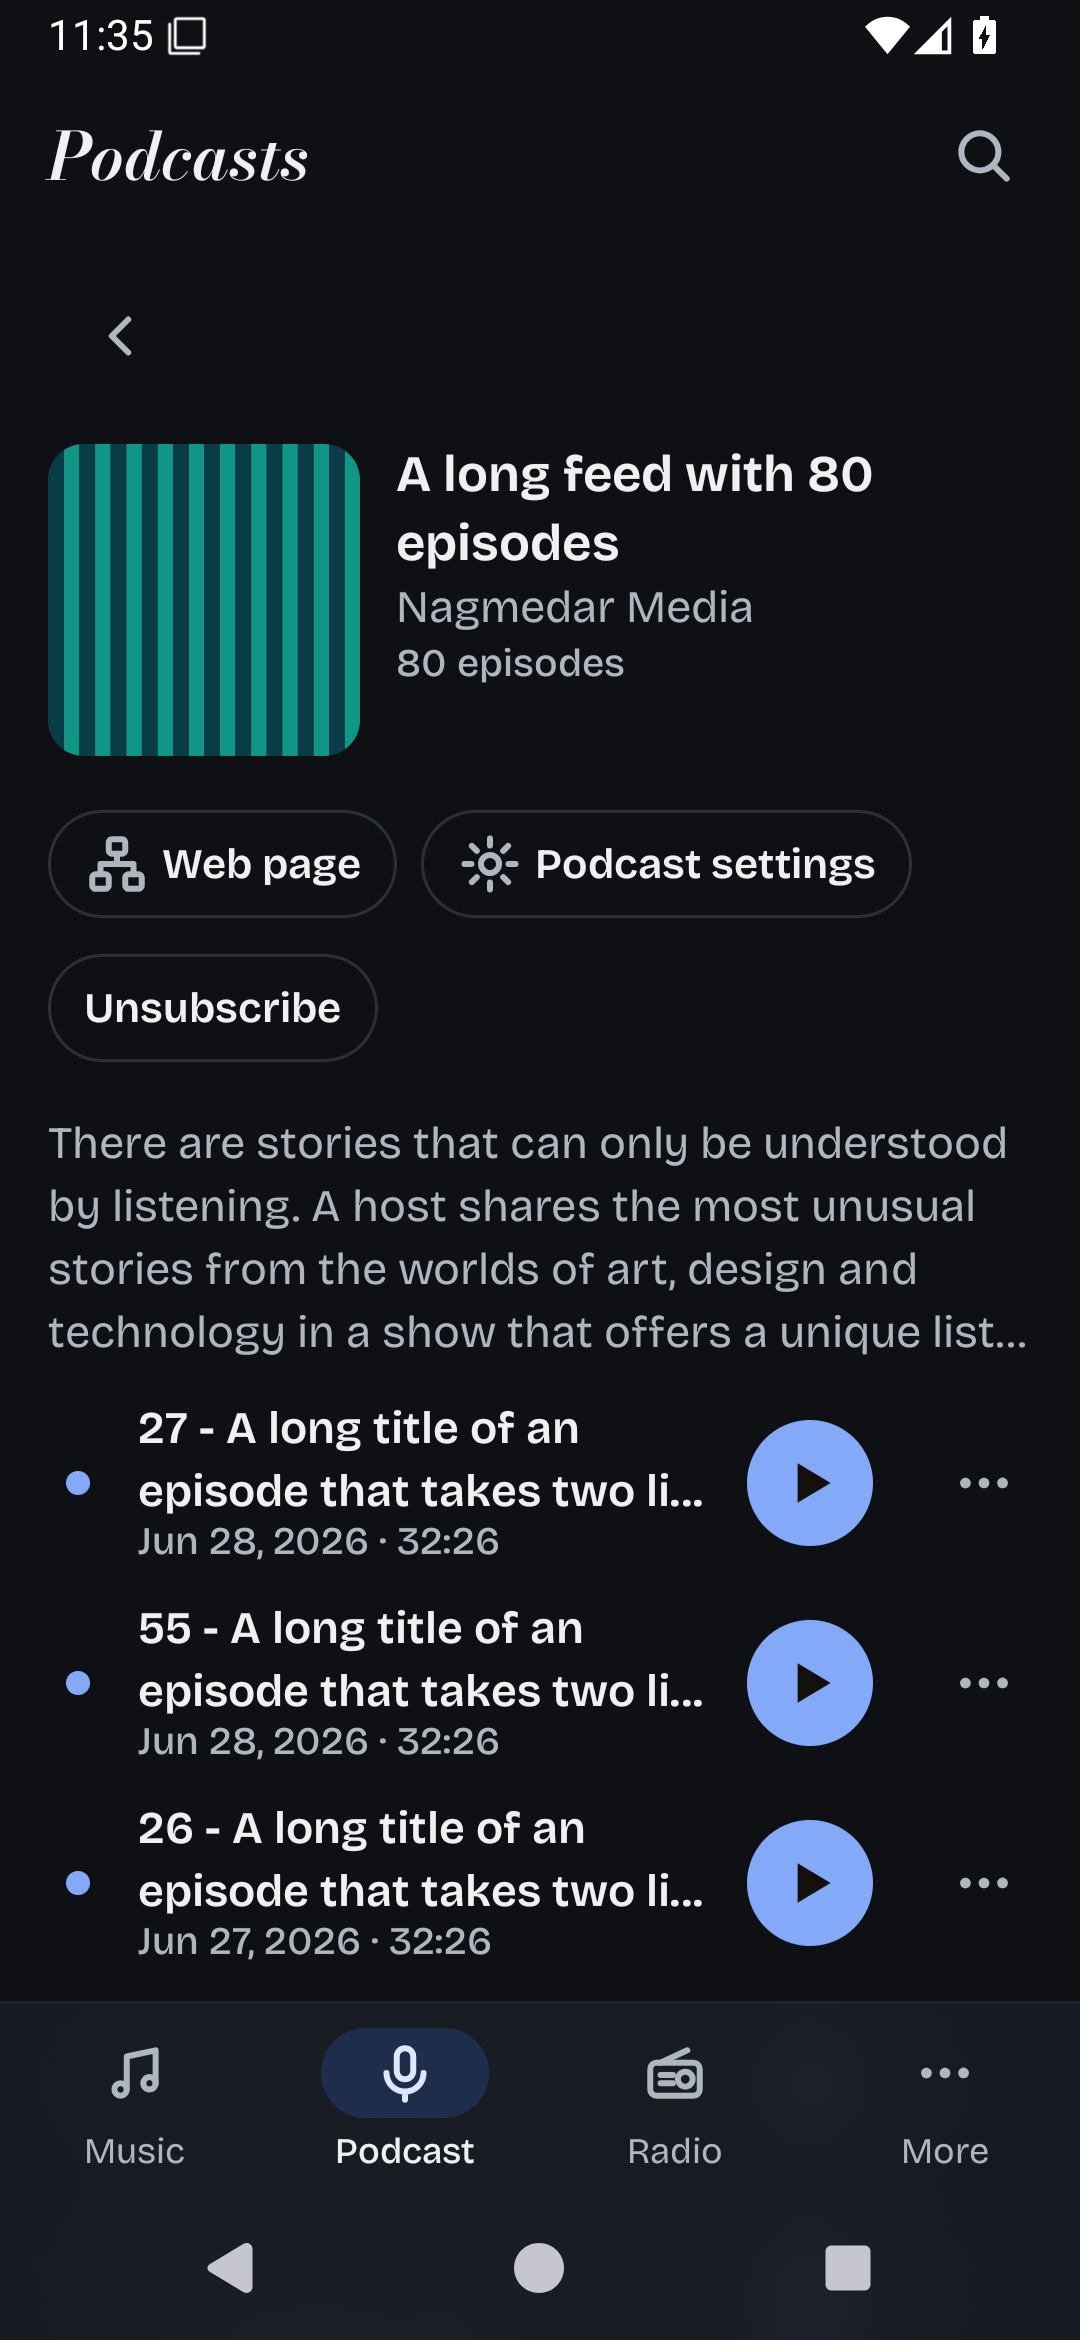 11:35
Podcasts
A long feed with 80
episodes
Nagmedar Media
80 episodes
Web page
Podcast settings
Unsubscribe
There are stories that can only be understood
by listening. A host shares the most unusual
stories from the worlds of art, design and
technology in a show that offers a unique list...
27 - A long title of an
episode that takes two li...
Jun 28, 2026 · 32:26
55 - A long title of an
episode that takes two li...
Jun 28, 2026 · 32:26
26 - A long title of an
episode that takes two li...
Jun 27, 2026 · 32:26
Music
Podcast
Radio
More